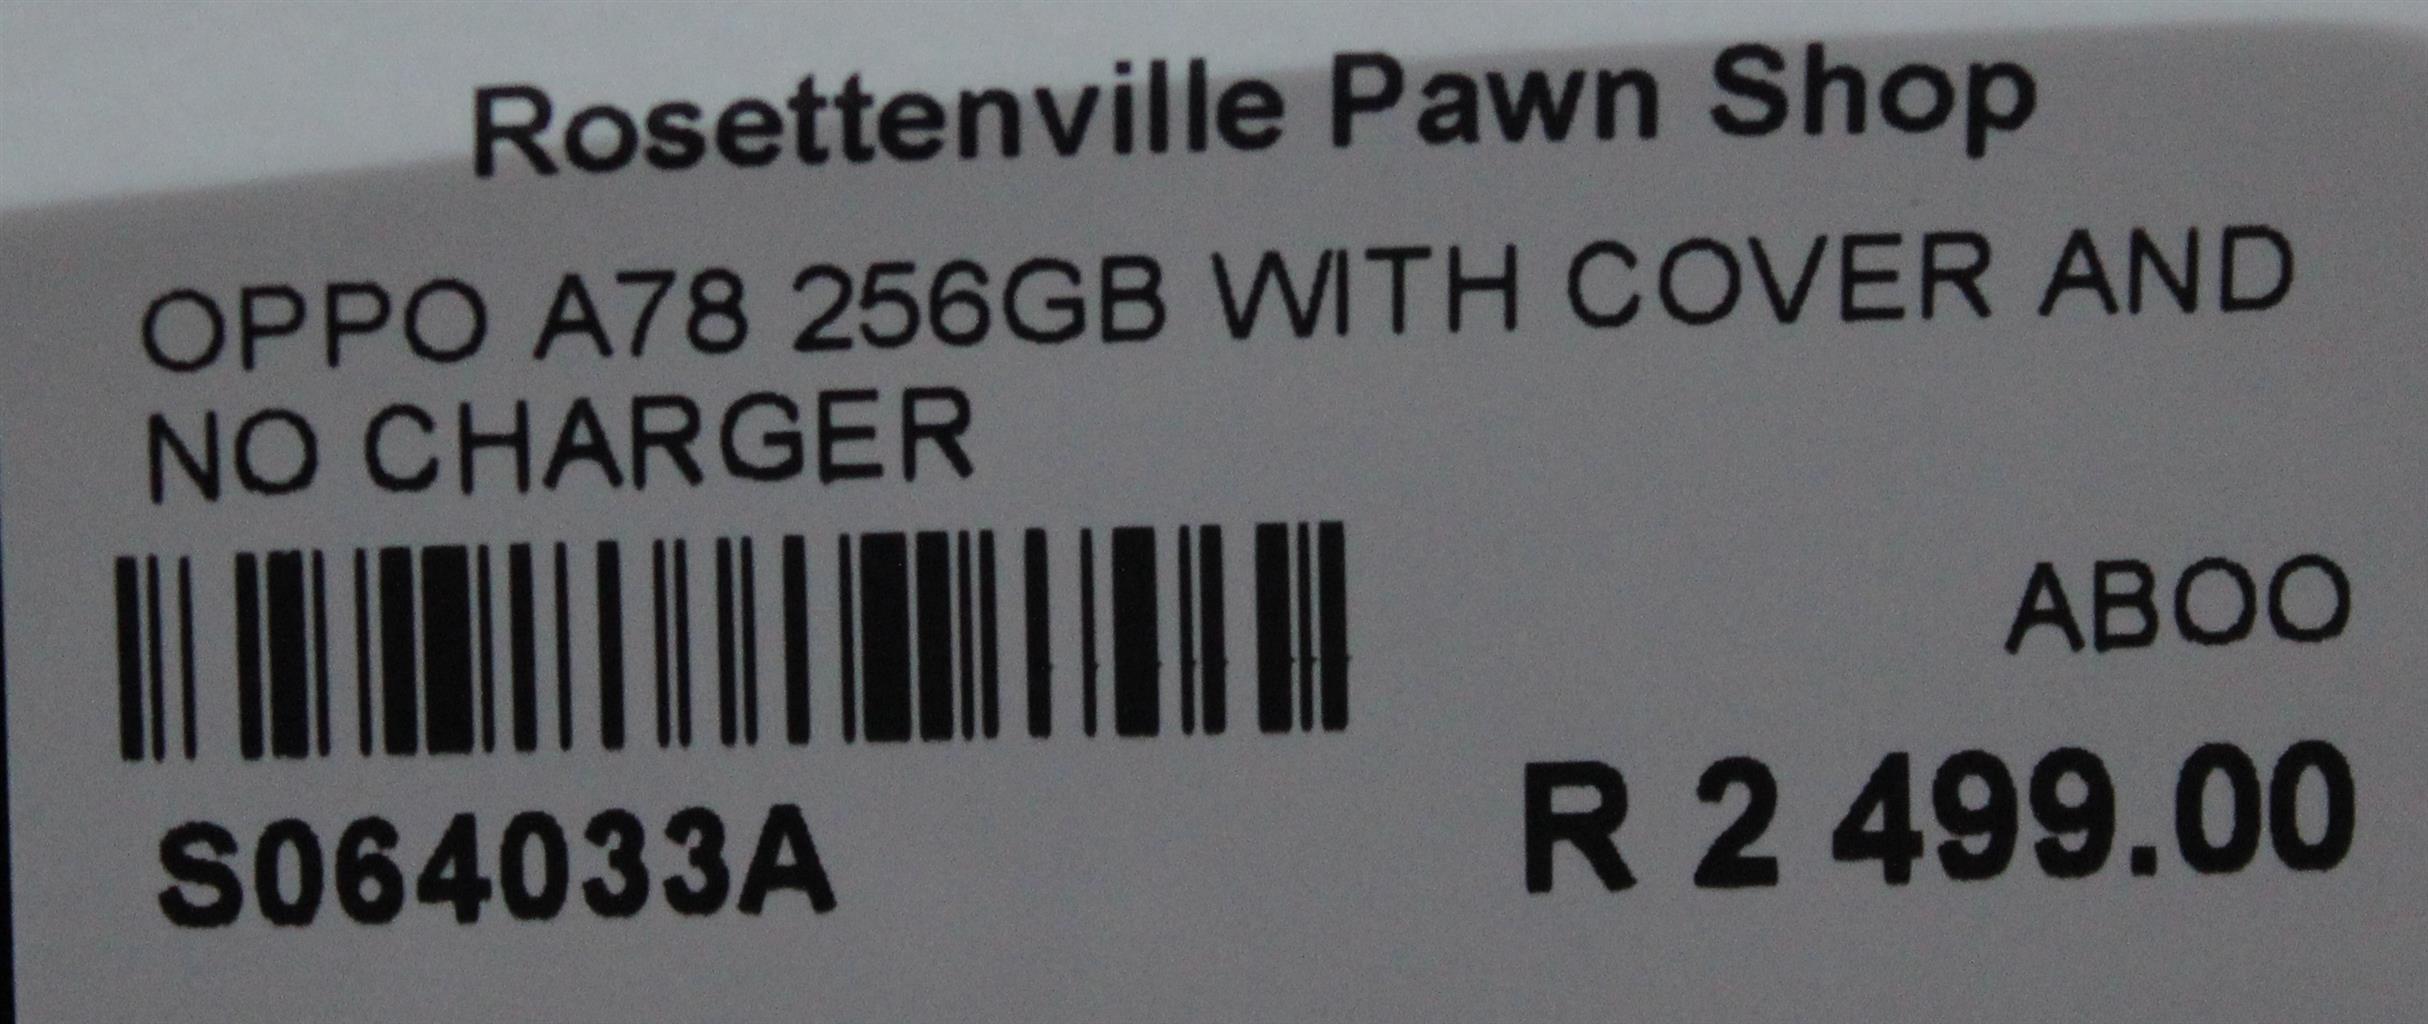 Rosettenville Pawn Shop
OPPO A78 256GB WITH COVER AND
NO CHARGER
ABOO
S064033A
R 2 499.00